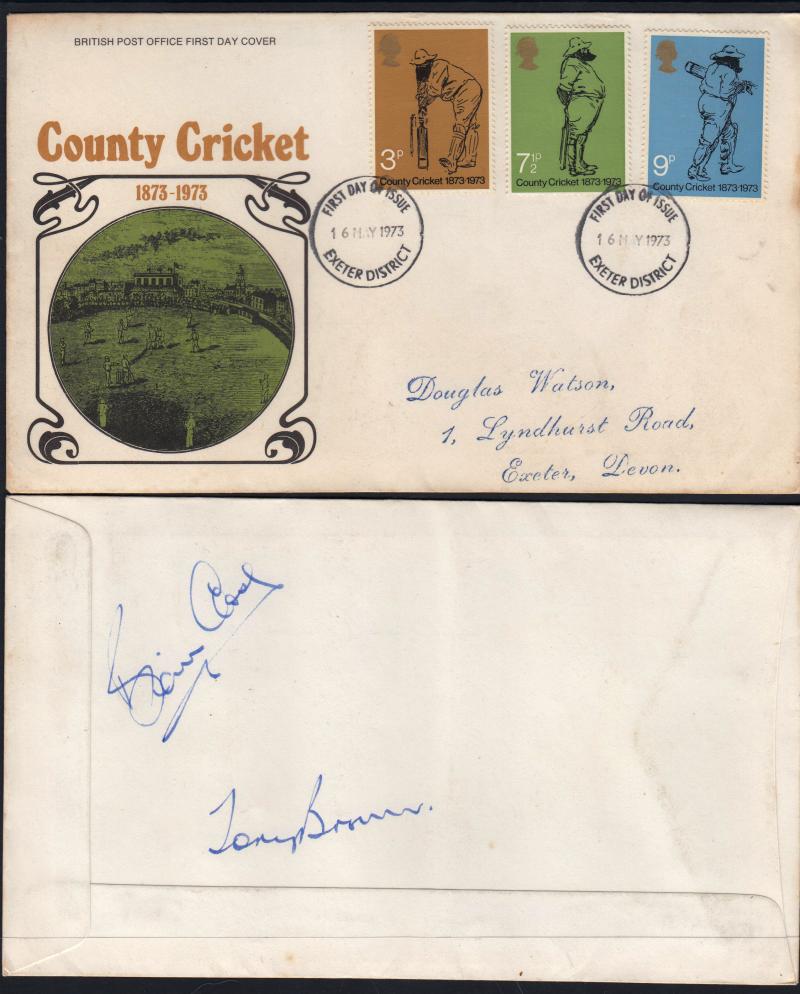 BRITISH POST OFFICE FIRST DAY COVER
County Cricket
1873-1973
3P
County Cricket 1873-1973
7½P
County Cricket 1873-1973
9P
County Cricket 1873-1973
FIRST DAY OF ISSUE
16 MAY 1973
EXETER DISTRICT
FIRST DAY OF ISSUE
16 MAY 1973
EXETER DISTRICT
Douglas Watson,
1, Lyndhurst Road,
Exeter, Devon.
Brian Close
Tony Brown.